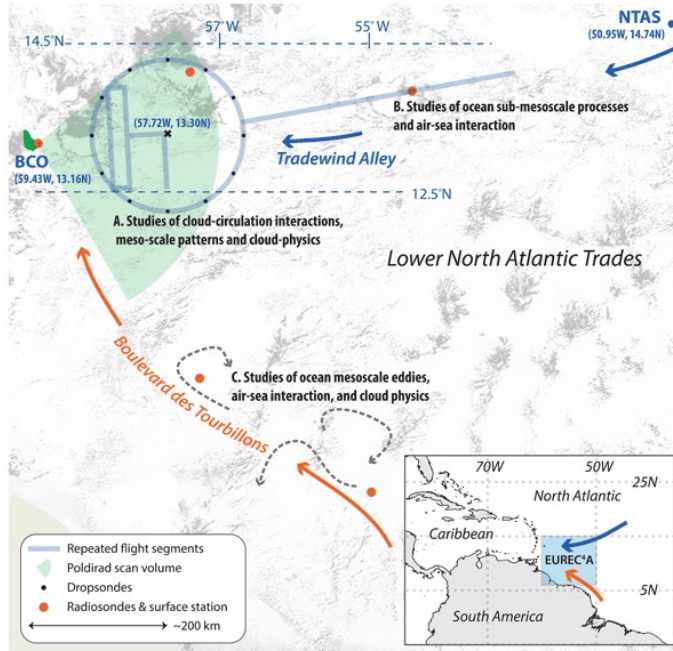 57°W
55°W
NTAS
(50.95W, 14.74N)
14.5°N
B. Studies of ocean sub-mesoscale processes
and air-sea interaction
(57.72W, 13.30N)
Tradewind Alley
BCO
(59.43W, 13.16N)
12.5°N
A. Studies of cloud-circulation interactions,
meso-scale patterns and cloud-physics
Lower North Atlantic Trades
Boulevard des Tourbillons
C. Studies of ocean mesoscale eddies,
air-sea interaction, and cloud physics
Repeated flight segments
Poldirad scan volume
Dropsondes
Radiosondes & surface station
~200 km
70W
50W
25N
North Atlantic
Caribbean
EUREC⁴A
5N
South America